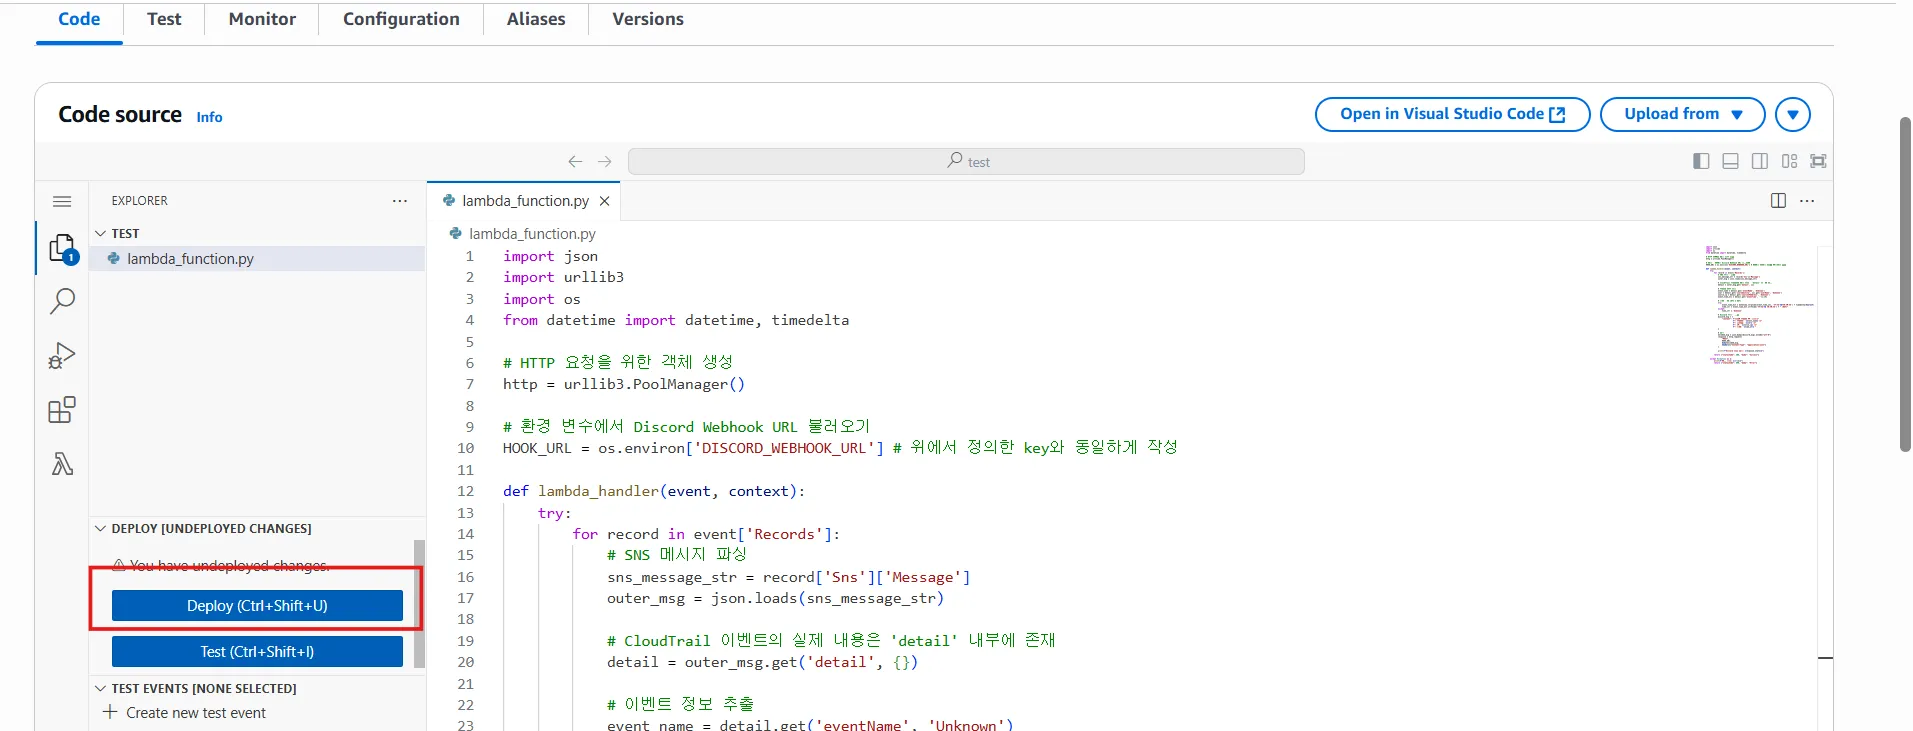 Code Test Monitor Configuration Aliases Versions
Code source Info
Open in Visual Studio Code Upload from
test
EXPLORER
TEST
lambda_function.py
1
DEPLOY [UNDEPLOYED CHANGES]
You have undeployed changes.
Deploy (Ctrl+Shift+U)
Test (Ctrl+Shift+I)
TEST EVENTS [NONE SELECTED]
Create new test event
lambda_function.py
lambda_function.py
1 import json
2 import urllib3
3 import os
4 from datetime import datetime, timedelta
5
6 # HTTP 요청을 위한 객체 생성
7 http = urllib3.PoolManager()
8
9 # 환경 변수에서 Discord Webhook URL 불러오기
10 HOOK_URL = os.environ['DISCORD_WEBHOOK_URL'] # 위에서 정의한 key와 동일하게 작성
11
12 def lambda_handler(event, context):
13 try:
14 for record in event['Records']:
15 # SNS 메시지 파싱
16 sns_message_str = record['Sns']['Message']
17 outer_msg = json.loads(sns_message_str)
18
19 # CloudTrail 이벤트의 실제 내용은 'detail' 내부에 존재
20 detail = outer_msg.get('detail', {})
21
22 # 이벤트 정보 추출
23 event_name = detail.get('eventName', 'Unknown')